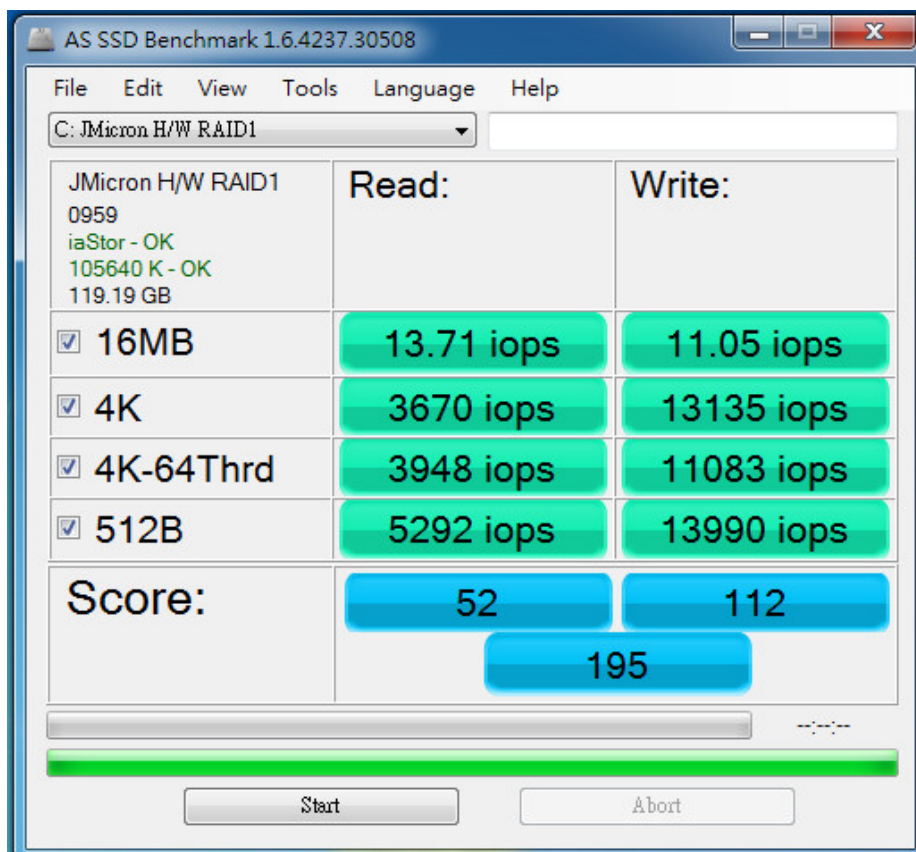 AS SSD Benchmark 1.6.4237.30508
File Edit View Tools Language Help
C: JMicron H/W RAID1
JMicron H/W RAID1
0959
iaStor - OK
105640 K - OK
119.19 GB
Read: Write:
16MB 13.71 iops 11.05 iops
4K 3670 iops 13135 iops
4K-64Thrd 3948 iops 11083 iops
512B 5292 iops 13990 iops
Score: 52 112
195
--:--:--
Start Abort